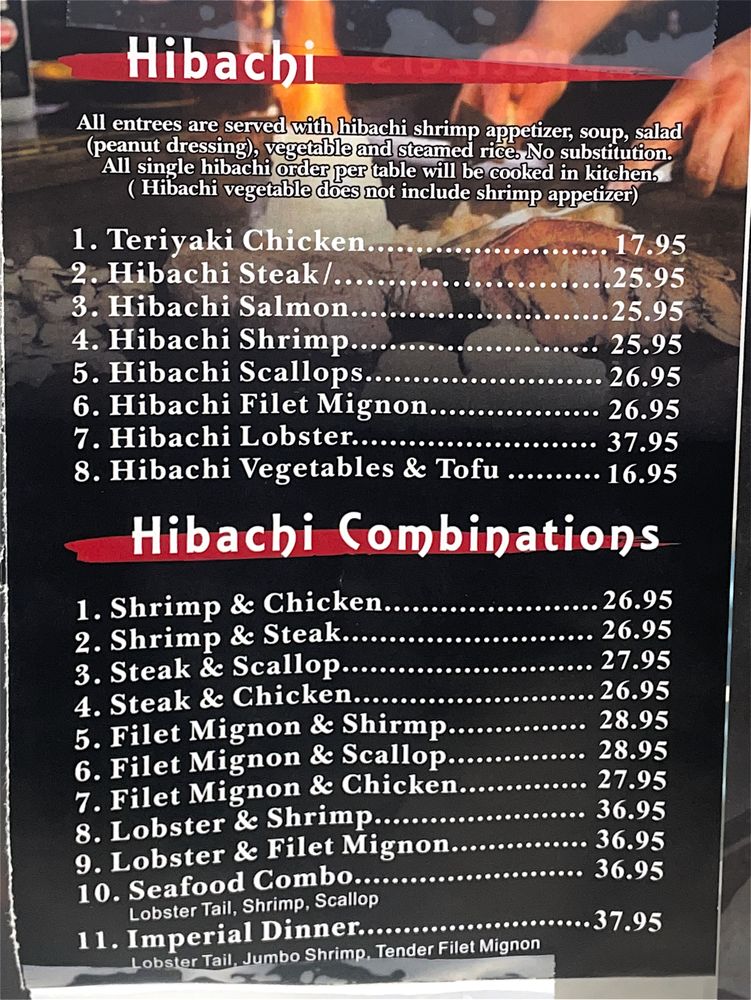 Hibachi
All entrees are served with hibachi shrimp appetizer, soup, salad
(peanut dressing), vegetable and steamed rice. No substitution.
All single hibachi order per table will be cooked in kitchen.
( Hibachi vegetable does not include shrimp appetizer)
1. Teriyaki Chicken.......................... 17.95
2. Hibachi Steak/.............................25.95
3. Hibachi Salmon............................25.95
4. Hibachi Shrimp........................... 25.95
5. Hibachi Scallops......................... 26.95
6. Hibachi Filet Mignon.................. 26.95
7. Hibachi Lobster.......................... 37.95
8. Hibachi Vegetables & Tofu .......... 16.95
Hibachi Combinations
1. Shrimp & Chicken........................26.95
2. Shrimp & Steak............................ 26.95
3. Steak & Scallop............................ 27.95
4. Steak & Chicken........................... 26.95
5. Filet Mignon & Shirmp................ 28.95
6. Filet Mignon & Scallop................ 28.95
7. Filet Mignon & Chicken............... 27.95
8. Lobster & Shrimp........................ 36.95
9. Lobster & Filet Mignon................ 36.95
10. Seafood Combo.......................... 36.95
Lobster Tail, Shrimp, Scallop
11. Imperial Dinner..........................37.95
Lobster Tail, Jumbo Shrimp, Tender Filet Mignon